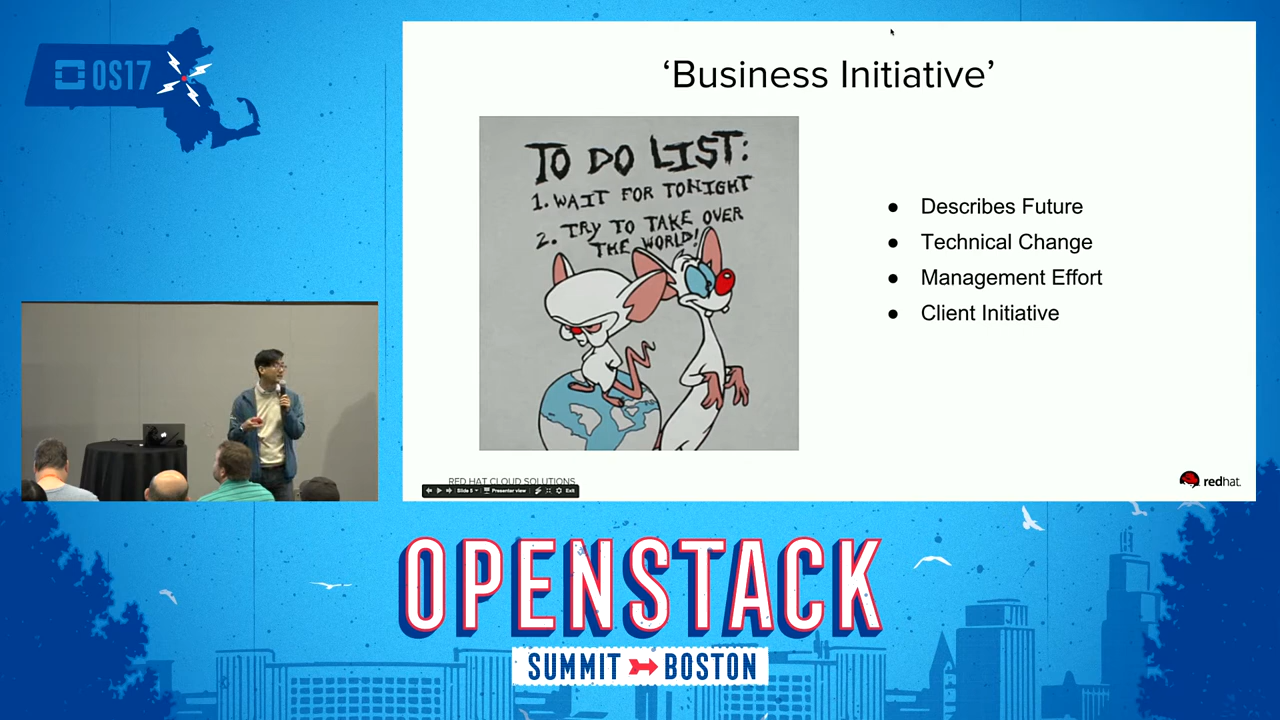 OS17
‘Business Initiative’
TO DO LIST:
1. WAIT FOR TONIGHT
2. TRY TO TAKE OVER
THE WORLD!
● Describes Future
● Technical Change
● Management Effort
● Client Initiative
RED HAT CLOUD SOLUTIONS
Slide 5 Presenter view Exit
redhat.
OPENSTACK
SUMMIT BOSTON